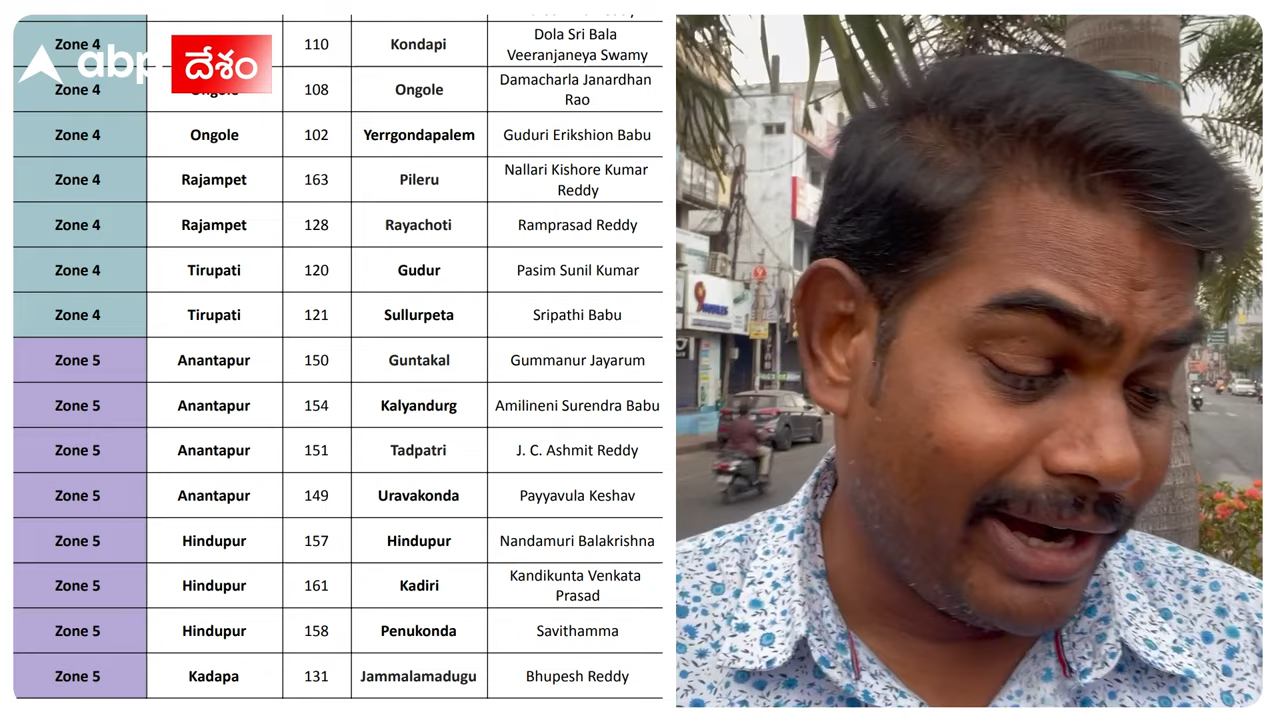 Zone 4 110 Kondapi Dola Sri Bala
Veeranjaneya Swamy
abp దేశం
Zone 4 Ongole 108 Ongole Damacharla Janardhan
Rao
Zone 4 Ongole 102 Yerrgondapalem Guduri Erikshion Babu
Zone 4 Rajampet 163 Pileru Nallari Kishore Kumar
Reddy
Zone 4 Rajampet 128 Rayachoti Ramprasad Reddy
Zone 4 Tirupati 120 Gudur Pasim Sunil Kumar
Zone 4 Tirupati 121 Sullurpeta Sripathi Babu
Zone 5 Anantapur 150 Guntakal Gummanur Jayarum
Zone 5 Anantapur 154 Kalyandurg Amilineni Surendra Babu
Zone 5 Anantapur 151 Tadpatri J. C. Ashmit Reddy
Zone 5 Anantapur 149 Uravakonda Payyavula Keshav
Zone 5 Hindupur 157 Hindupur Nandamuri Balakrishna
Zone 5 Hindupur 161 Kadiri Kandikunta Venkata
Prasad
Zone 5 Hindupur 158 Penukonda Savithamma
Zone 5 Kadapa 131 Jammalamadugu Bhupesh Reddy